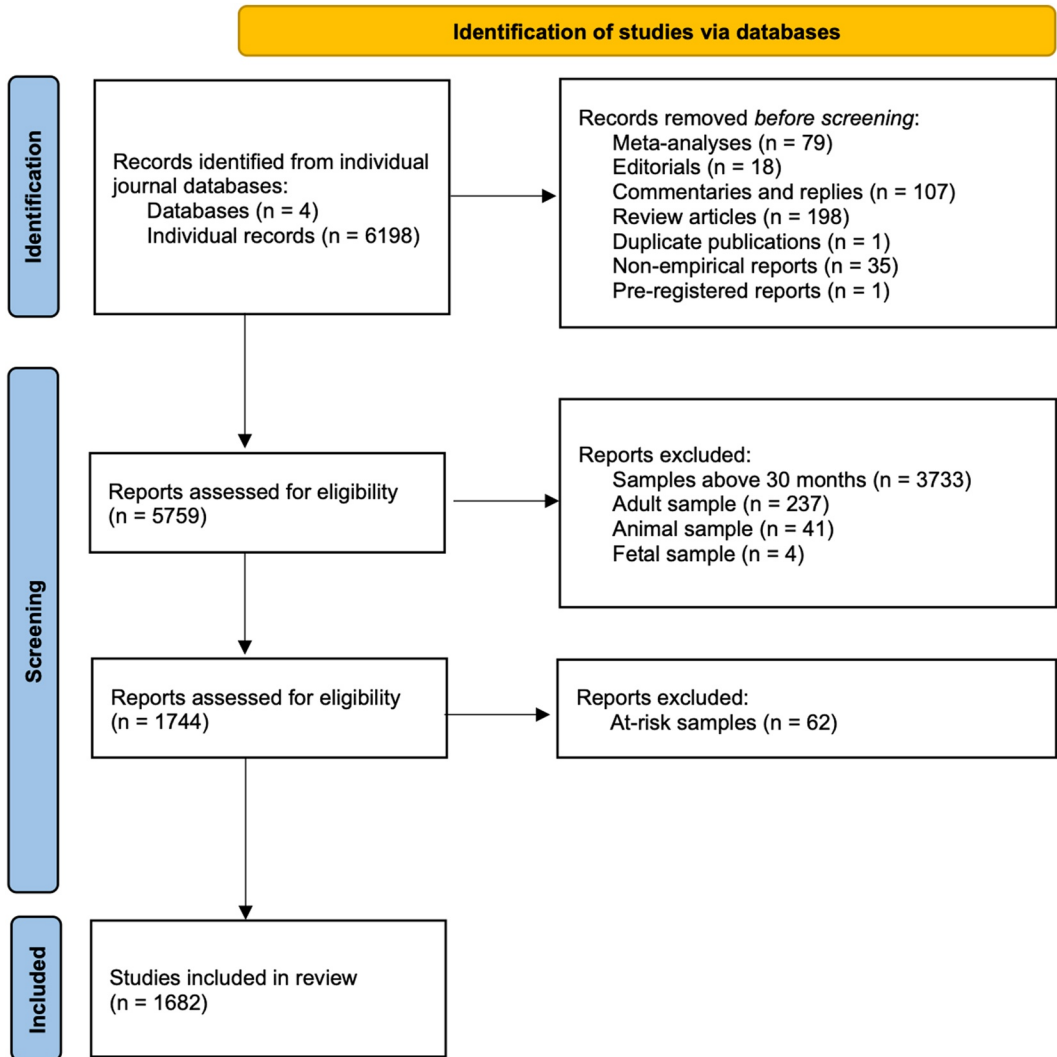 Identification of studies via databases
Identification
Records identified from individual
journal databases:
Databases (n = 4)
Individual records (n = 6198)
Records removed before screening:
Meta-analyses (n = 79)
Editorials (n = 18)
Commentaries and replies (n = 107)
Review articles (n = 198)
Duplicate publications (n = 1)
Non-empirical reports (n = 35)
Pre-registered reports (n = 1)
Screening
Reports assessed for eligibility
(n = 5759)
Reports excluded:
Samples above 30 months (n = 3733)
Adult sample (n = 237)
Animal sample (n = 41)
Fetal sample (n = 4)
Reports assessed for eligibility
(n = 1744)
Reports excluded:
At-risk samples (n = 62)
Included
Studies included in review
(n = 1682)